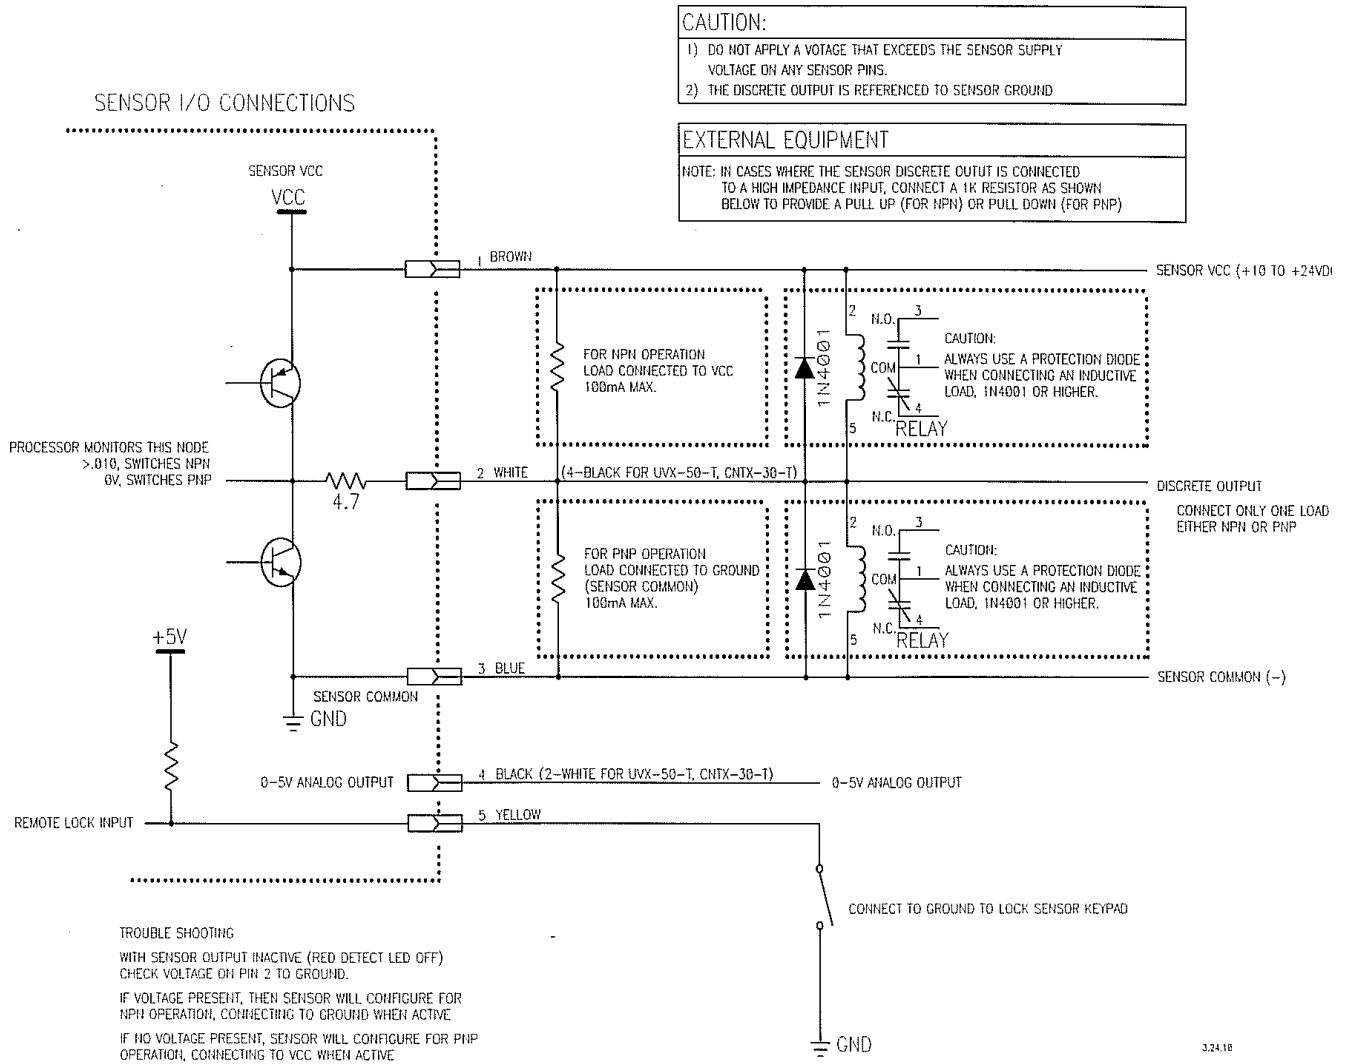 CAUTION:
1) DO NOT APPLY A VOTAGE THAT EXCEEDS THE SENSOR SUPPLY
VOLTAGE ON ANY SENSOR PINS.
2) THE DISCRETE OUTPUT IS REFERENCED TO SENSOR GROUND
SENSOR I/O CONNECTIONS
EXTERNAL EQUIPMENT
NOTE: IN CASES WHERE THE SENSOR DISCRETE OUTUT IS CONNECTED
TO A HIGH IMPEDANCE INPUT, CONNECT A 1K RESISTOR AS SHOWN
BELOW TO PROVIDE A PULL UP (FOR NPN) OR PULL DOWN (FOR PNP)
SENSOR VCC
VCC
1 BROWN
SENSOR VCC (+10 TO +24VD
FOR NPN OPERATION
LOAD CONNECTED TO VCC
100mA MAX.
1N4001
2
5
N.O. 3
COM 1
N.C. 4
RELAY
CAUTION:
ALWAYS USE A PROTECTION DIODE
WHEN CONNECTING AN INDUCTIVE
LOAD, 1N4001 OR HIGHER.
PROCESSOR MONITORS THIS NODE
>.010, SWITCHES NPN
0V, SWITCHES PNP
4.7
2 WHITE (4-BLACK FOR UVX-50-T, CNTX-30-T)
DISCRETE OUTPUT
CONNECT ONLY ONE LOAD
EITHER NPN OR PNP
FOR PNP OPERATION
LOAD CONNECTED TO GROUND
(SENSOR COMMON)
100mA MAX.
1N4001
2
5
N.O. 3
COM 1
N.C. 4
RELAY
CAUTION:
ALWAYS USE A PROTECTION DIODE
WHEN CONNECTING AN INDUCTIVE
LOAD, 1N4001 OR HIGHER.
+5V
3 BLUE
SENSOR COMMON
SENSOR COMMON (-)
GND
0-5V ANALOG OUTPUT
4 BLACK (2-WHITE FOR UVX-50-T, CNTX-30-T)
0-5V ANALOG OUTPUT
REMOTE LOCK INPUT
5 YELLOW
CONNECT TO GROUND TO LOCK SENSOR KEYPAD
GND
TROUBLE SHOOTING
WITH SENSOR OUTPUT INACTIVE (RED DETECT LED OFF)
CHECK VOLTAGE ON PIN 2 TO GROUND.
IF VOLTAGE PRESENT, THEN SENSOR WILL CONFIGURE FOR
NPN OPERATION, CONNECTING TO GROUND WHEN ACTIVE
IF NO VOLTAGE PRESENT, SENSOR WILL CONFIGURE FOR PNP
OPERATION, CONNECTING TO VCC WHEN ACTIVE
3.24.10